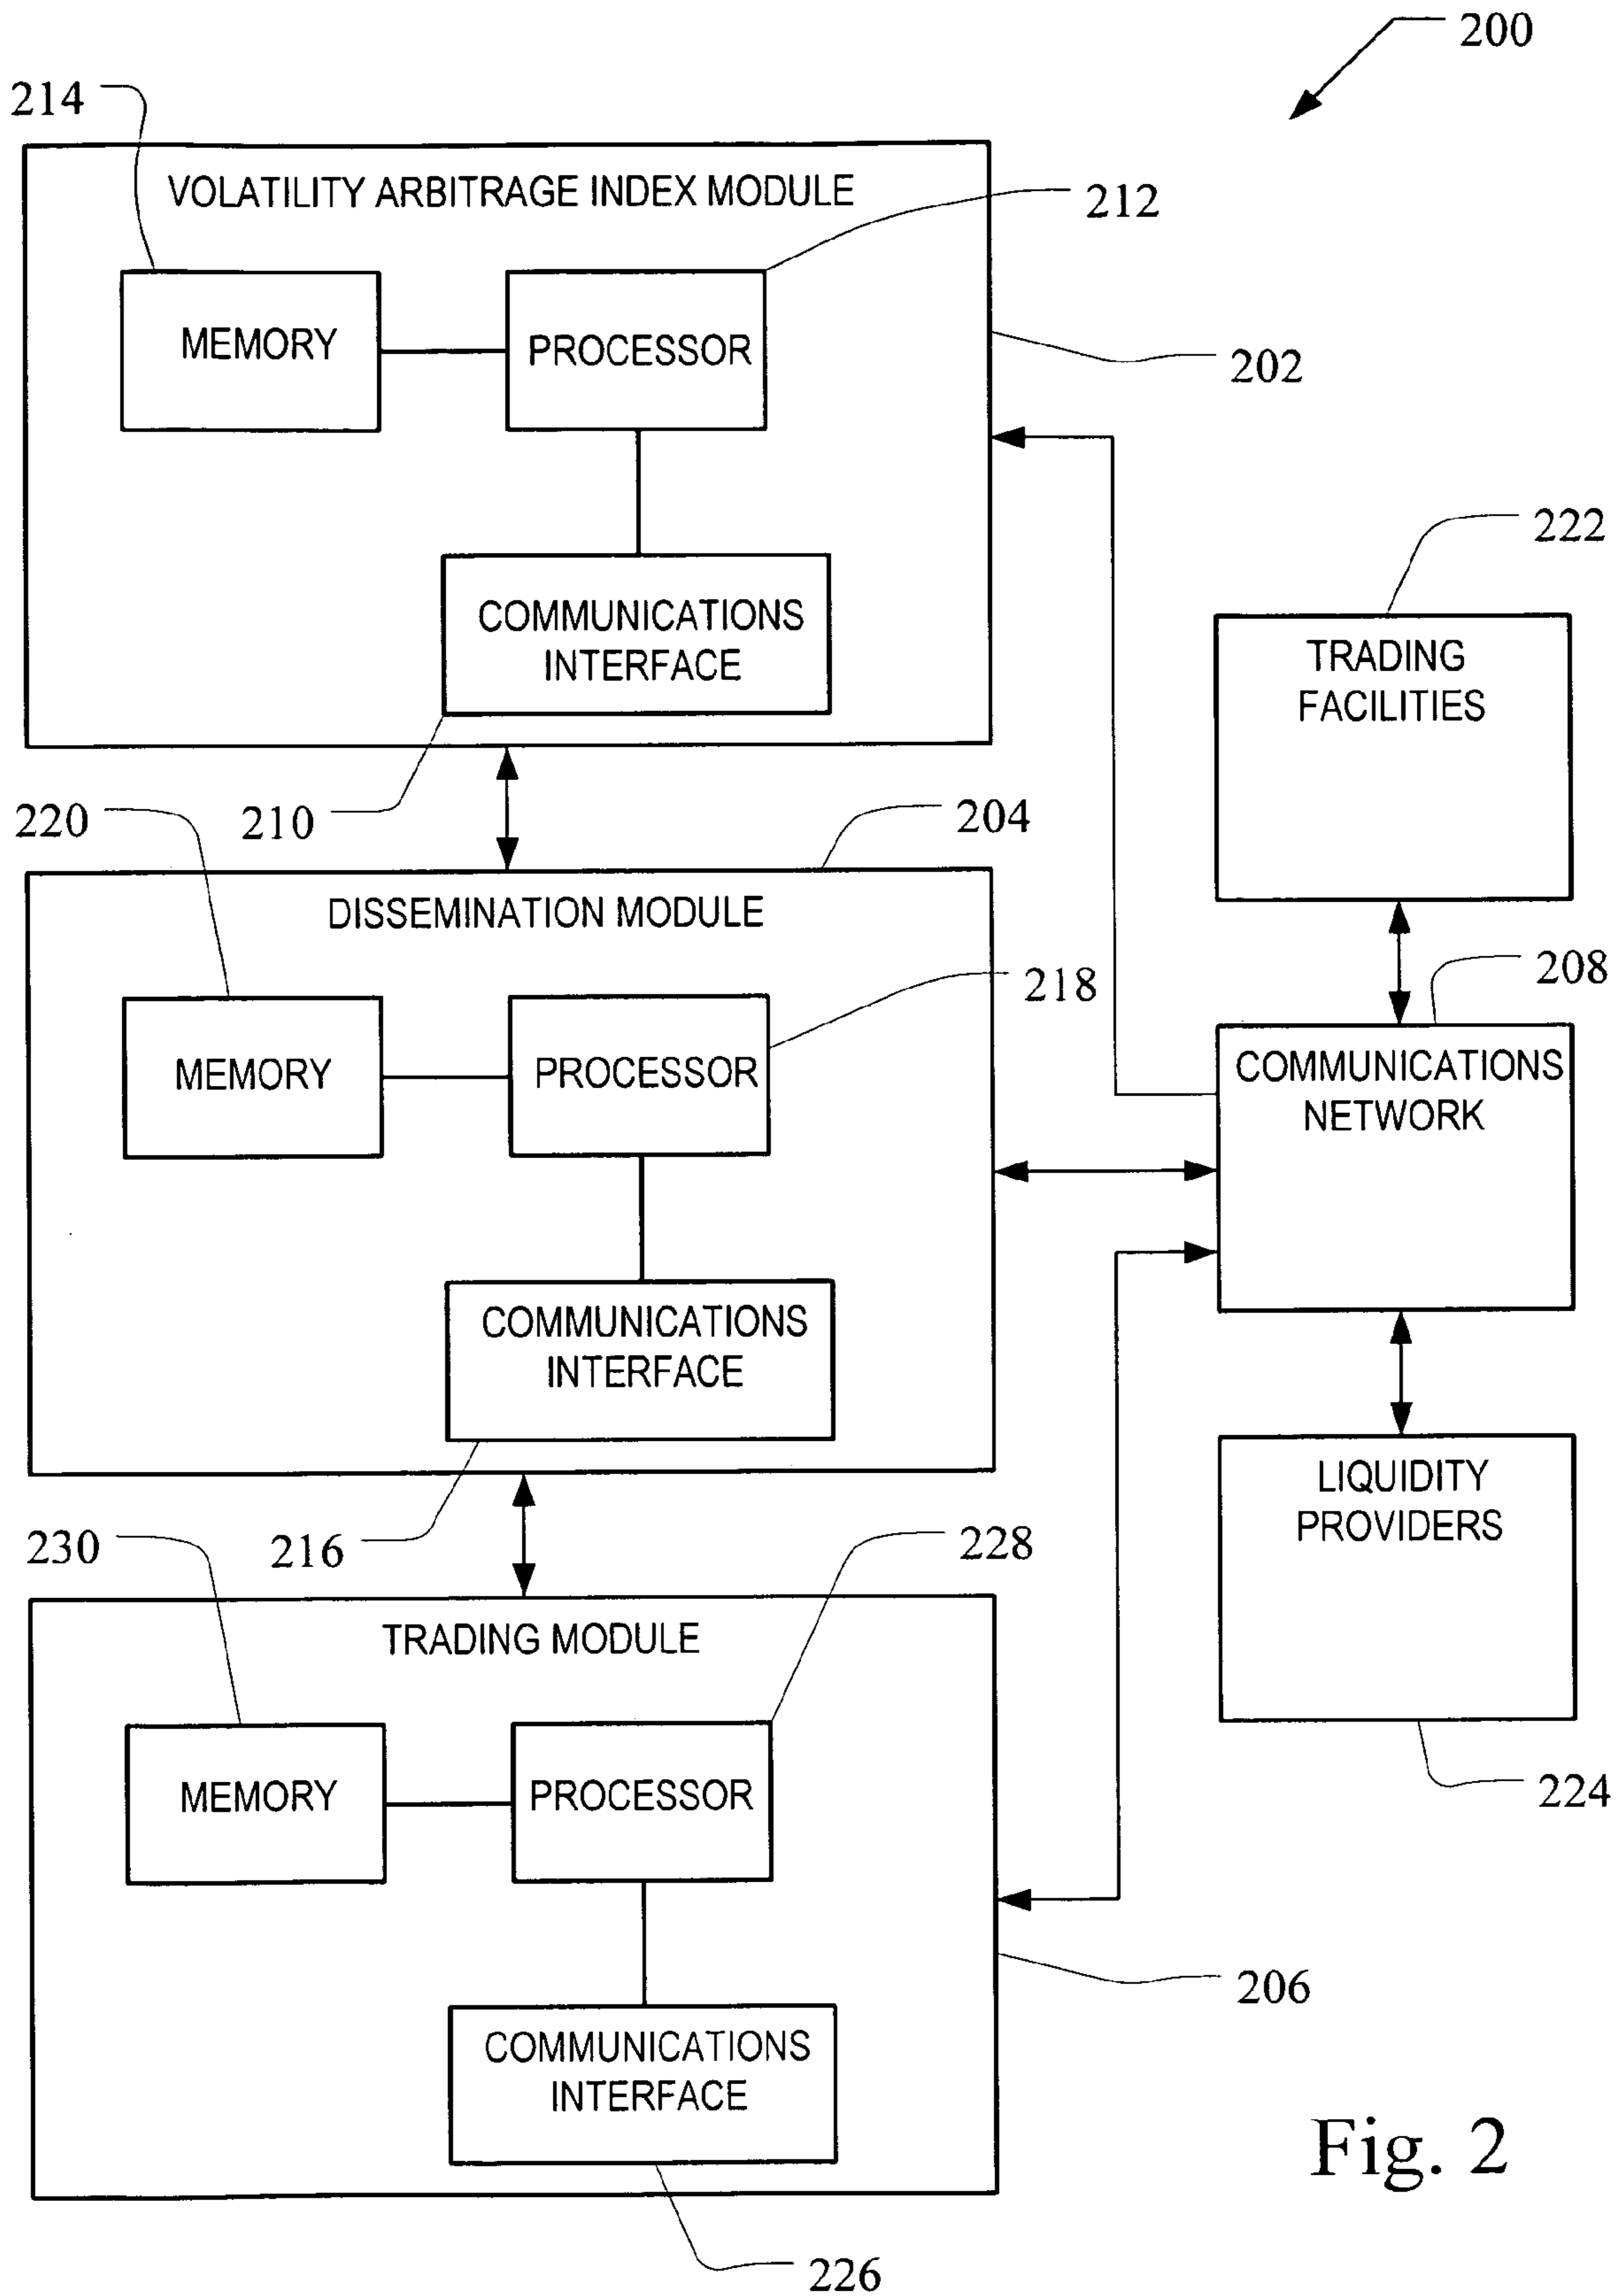 200
214
VOLATILITY ARBITRAGE INDEX MODULE
212
MEMORY
PROCESSOR
202
222
COMMUNICATIONS
INTERFACE
TRADING
FACILITIES
210
220
204
DISSEMINATION MODULE
218
208
MEMORY
PROCESSOR
COMMUNICATIONS
NETWORK
COMMUNICATIONS
INTERFACE
LIQUIDITY
PROVIDERS
216
230
228
TRADING MODULE
MEMORY
PROCESSOR
224
206
COMMUNICATIONS
INTERFACE
Fig. 2
226